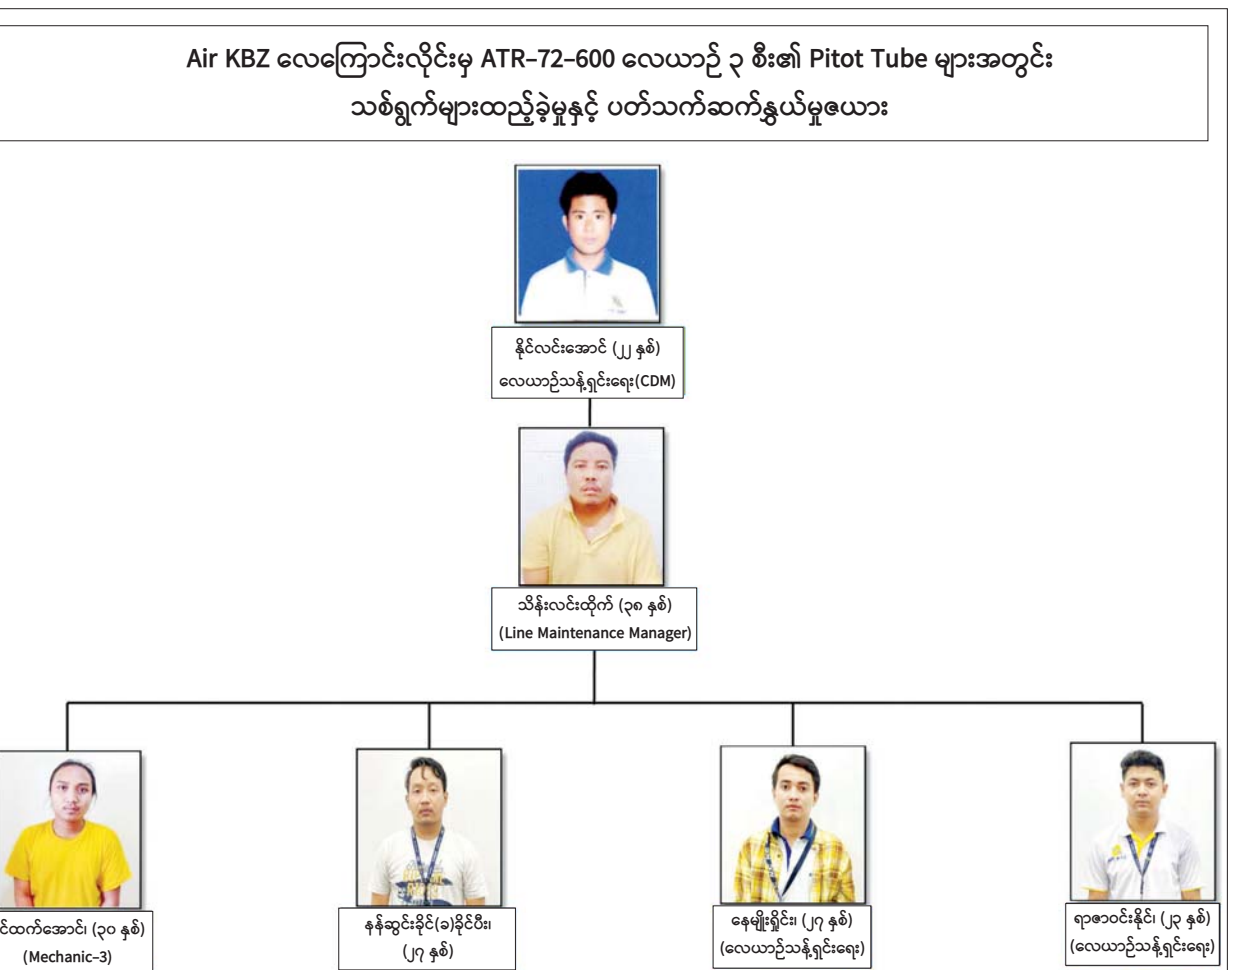 Air KBZ လေကြောင်းလိုင်းမှ ATR–72–600 လေယာဉ် ၃ စီး၏ Pitot Tube များအတွင်း
သစ်ရွက်များထည့်ခဲ့မှုနှင့် ပတ်သက်ဆက်နွှယ်မှုဇယား
နိုင်လင်းအောင် (၂၂ နှစ်)
လေယာဉ်သန့်ရှင်းရေး(CDM)
သိန်းလင်းထိုက် (၃၈ နှစ်)
(Line Maintenance Manager)
င်ထက်အောင်၊ (၃၀ နှစ်)
(Mechanic–3)
နန်ဆွင်းခိုင်(ခ)ခိုင်ပီး၊
(၂၇ နှစ်)
နေမျိုးရှိုင်း၊ (၂၇ နှစ်)
(လေယာဉ်သန့်ရှင်းရေး)
ရာဇာဝင်းနိုင်၊ (၂၃ နှစ်)
(လေယာဉ်သန့်ရှင်းရေး)